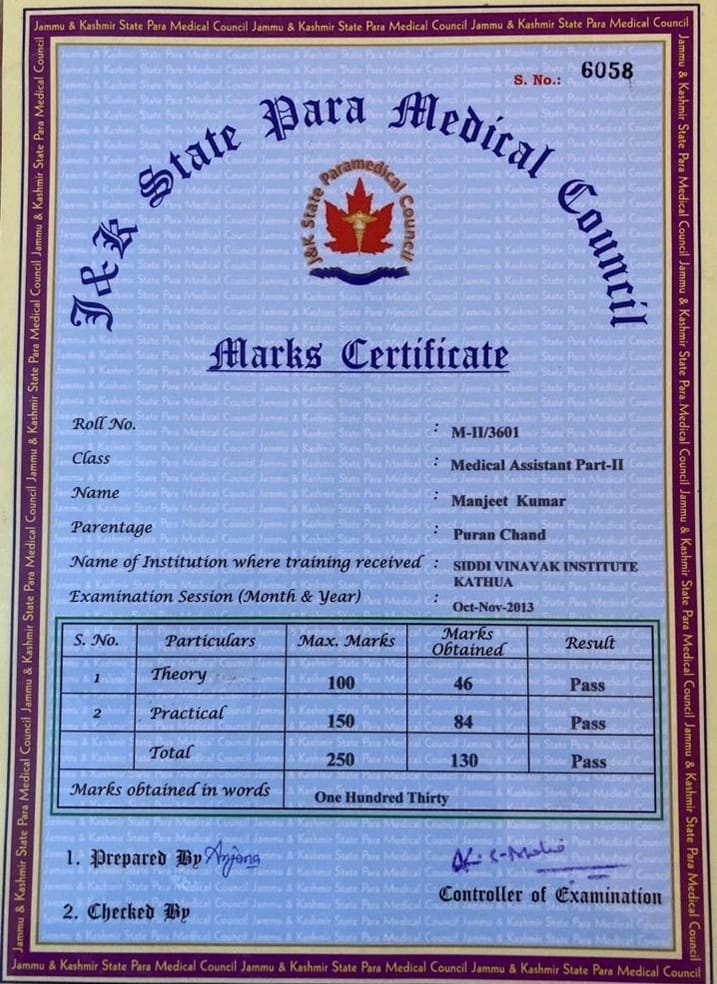 Jammu & Kashmir State Para Medical Council Jammu & Kashmir State Para Medical Council Jammu & Kashmir State Para Medical Council
S. No.: 6058
J&K State Para Medical Council
J&K State Paramedical Council
Marks Certificate
Roll No. : M-II/3601
Class : Medical Assistant Part-II
Name : Manjeet Kumar
Parentage : Puran Chand
Name of Institution where training received : SIDDI VINAYAK INSTITUTE
KATHUA
Examination Session (Month & Year) : Oct-Nov-2013
S. No. Particulars Max. Marks Marks Obtained Result
1 Theory 100 46 Pass
2 Practical 150 84 Pass
Total 250 130 Pass
Marks obtained in words One Hundred Thirty
1. Prepared By Anjana
Controller of Examination
2. Checked By
Jammu & Kashmir State Para Medical Council Jammu & Kashmir State Para Medical Council Jammu & Kashmir State Para Medical Council